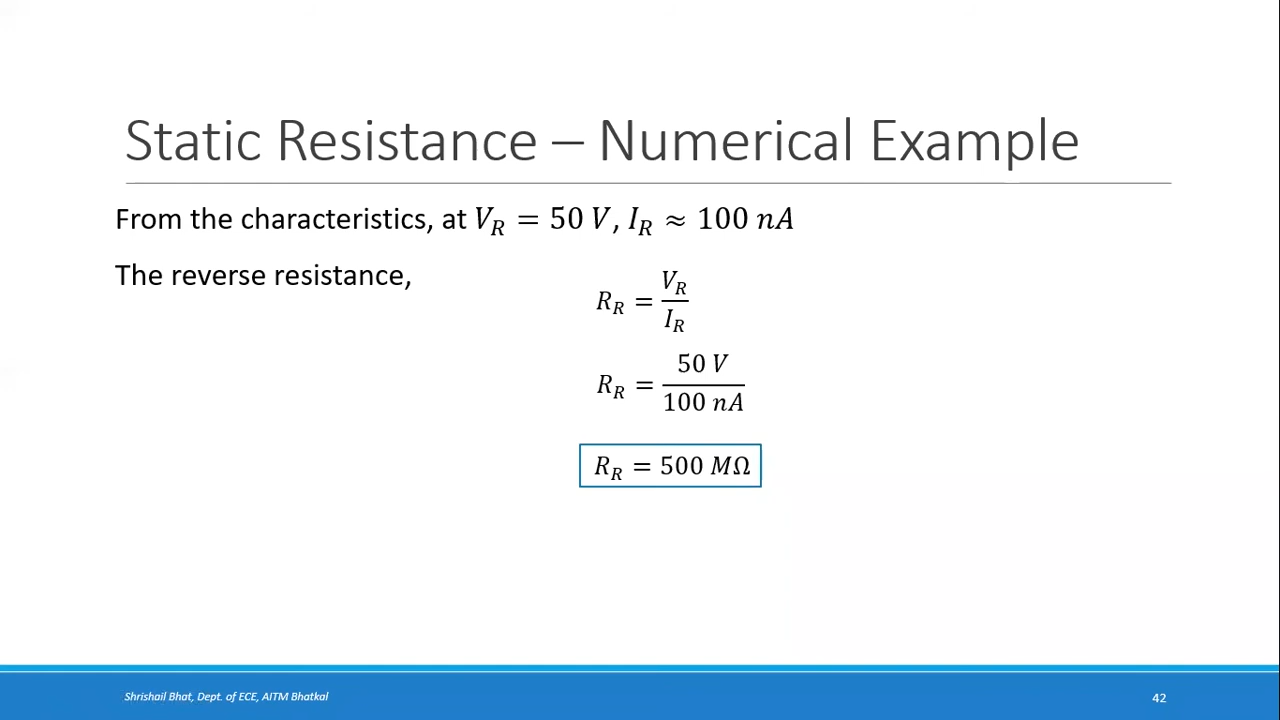 Static Resistance – Numerical Example
From the characteristics, at V_R = 50 V, I_R ≈ 100 nA
The reverse resistance,
R_R = V_R / I_R
R_R = 50 V / 100 nA
R_R = 500 MΩ
Shrishail Bhat, Dept. of ECE, AITM Bhatkal
42